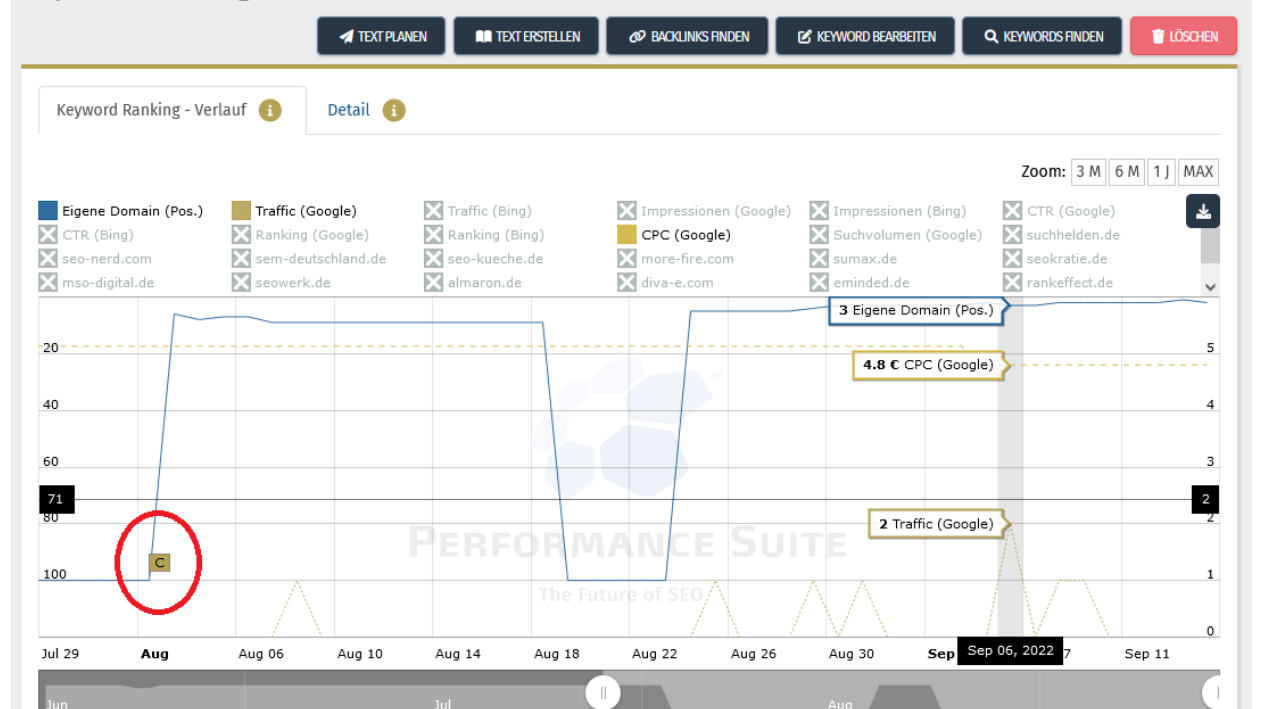 TEXT PLANEN TEXT ERSTELLEN BACKLINKS FINDEN KEYWORD BEARBEITEN KEYWORDS FINDEN LÖSCHEN
Keyword Ranking - Verlauf i Detail i
Zoom: 3 M 6 M 1 J MAX
Eigene Domain (Pos.) Traffic (Google) Traffic (Bing) Impressionen (Google) Impressionen (Bing) CTR (Google)
CTR (Bing) Ranking (Google) Ranking (Bing) CPC (Google) Suchvolumen (Google) suchhelden.de
seo-nerd.com sem-deutschland.de seo-kueche.de more-fire.com sumax.de seokratie.de
mso-digital.de seowerk.de almaron.de diva-e.com eminded.de rankeffect.de
3 Eigene Domain (Pos.)
20 5
4.8 € CPC (Google)
40 4
60 3
71 2
80 2
2 Traffic (Google)
PERFORMANCE SUITE
C
100 1
The Future of SEO
0
Jul 29 Aug Aug 06 Aug 10 Aug 14 Aug 18 Aug 22 Aug 26 Aug 30 Sep Sep 06, 2022 7 Sep 11
Jun Jul Aug